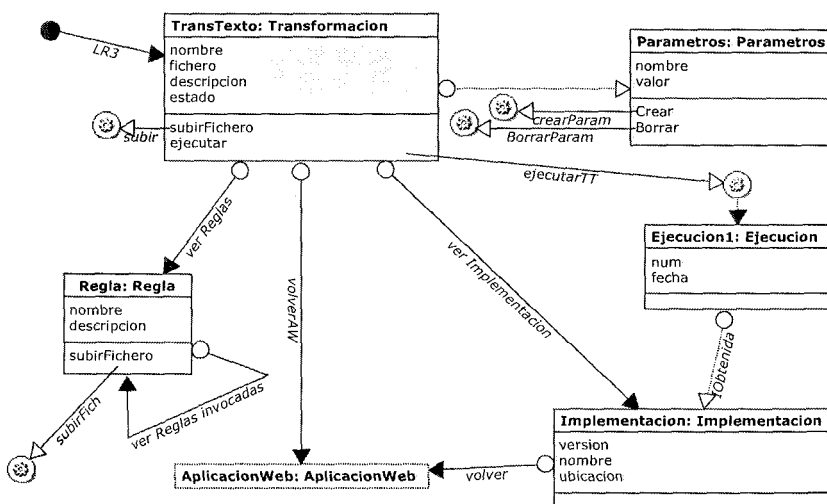 TransTexto: Transformacion
nombre
fichero
descripcion
estado
subirFichero
ejecutar
LR3
subir
Parametros: Parametros
nombre
valor
Crear
Borrar
crearParam
BorrarParam
ejecutarTT
Ejecucion1: Ejecucion
num
fecha
ver Reglas
volverAW
ver Implementacion
Regla: Regla
nombre
descripcion
subirFichero
subirFich
ver Reglas invocadas
IObtenida
Implementacion: Implementacion
version
nombre
ubicacion
AplicacionWeb: AplicacionWeb
volver